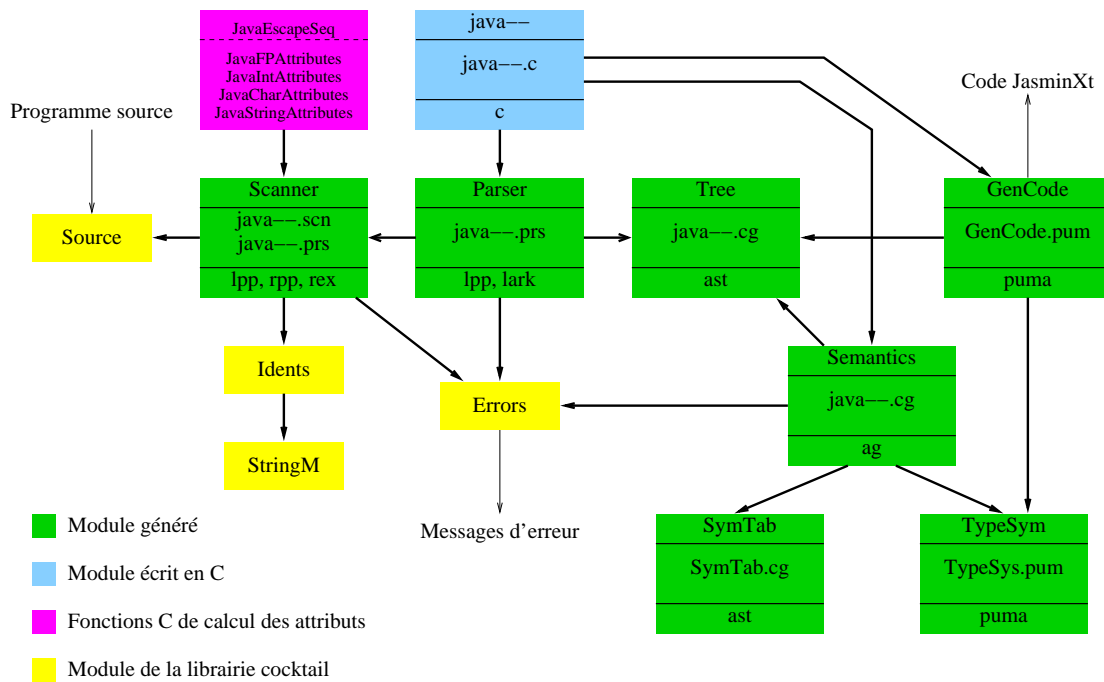 JavaEscapeSeq
JavaFPAttributes
JavaIntAttributes
JavaCharAttributes
JavaStringAttributes
java−−
java−−.c
c
Programme source
Code JasminXt
Scanner
java−−.scn
java−−.prs
lpp, rpp, rex
Parser
java−−.prs
lpp, lark
Tree
java−−.cg
ast
GenCode
GenCode.pum
puma
Source
Idents
StringM
Errors
Semantics
java−−.cg
ag
Messages d’erreur
SymTab
SymTab.cg
ast
TypeSym
TypeSys.pum
puma
Module généré
Module écrit en C
Fonctions C de calcul des attributs
Module de la librairie cocktail